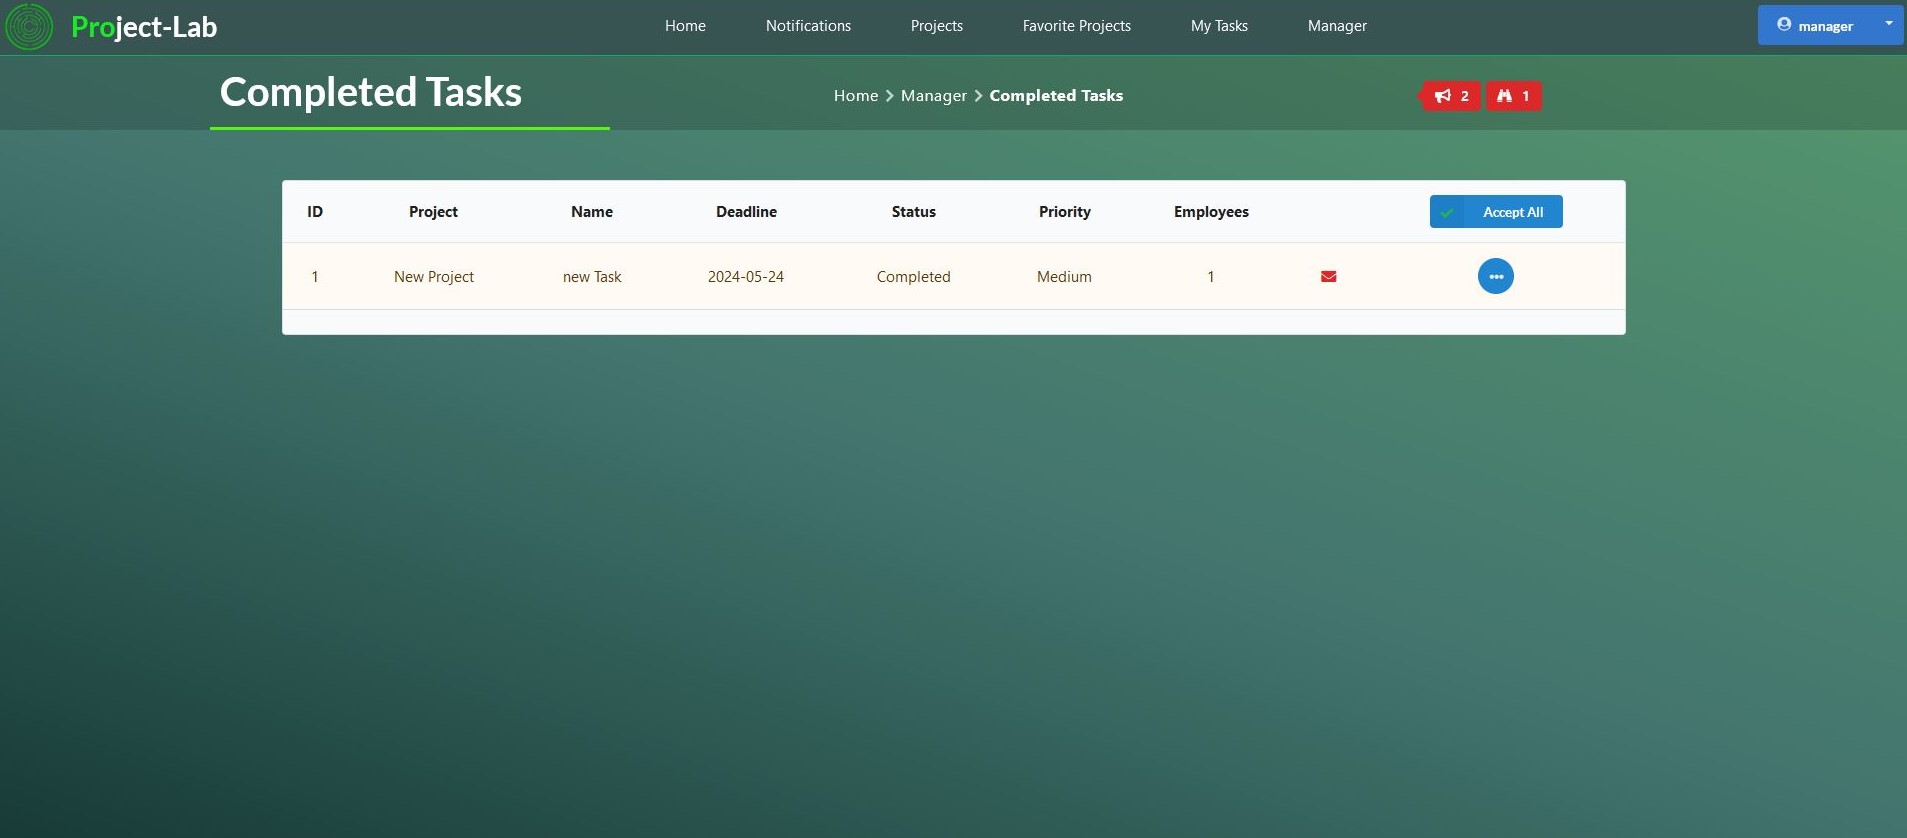 Project-Lab Home Notifications Projects Favorite Projects My Tasks Manager manager
Completed Tasks Home Manager Completed Tasks 2 1
ID Project Name Deadline Status Priority Employees Accept All
1 New Project new Task 2024-05-24 Completed Medium 1